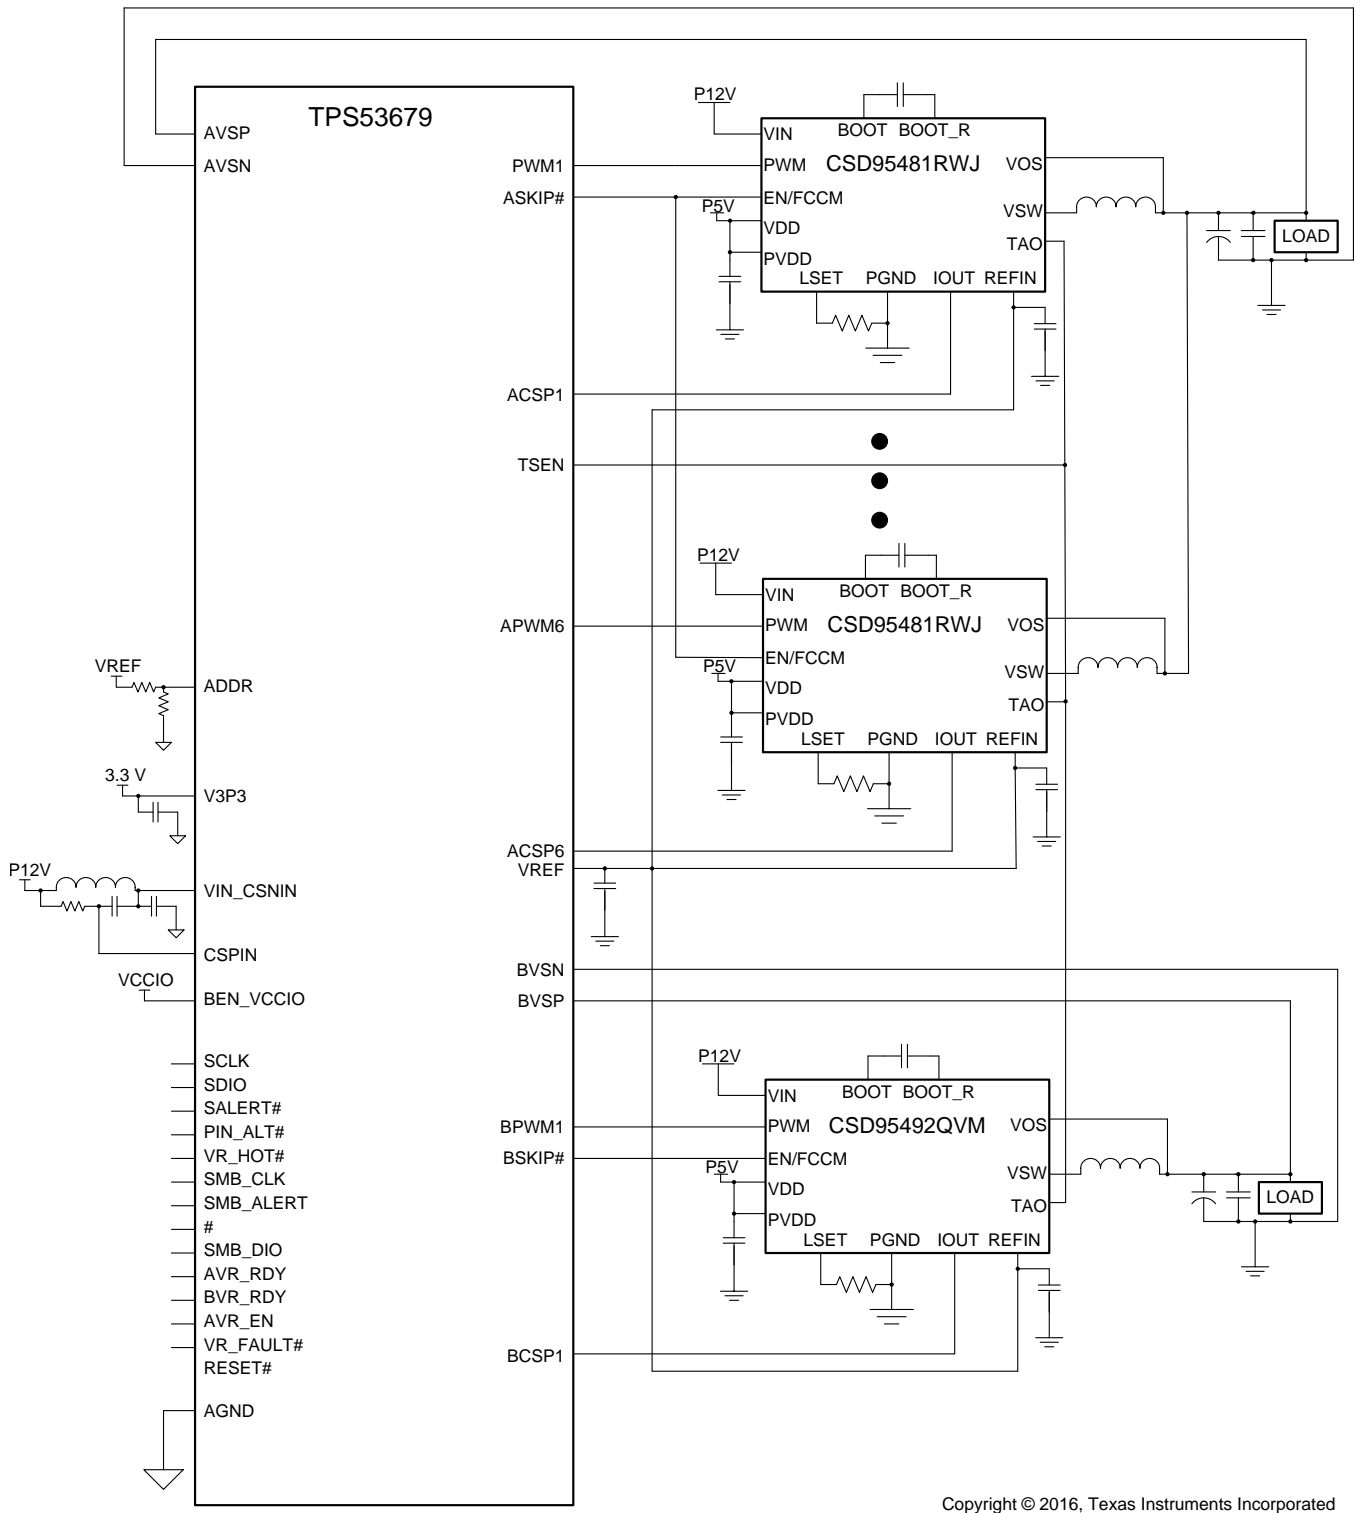 TPS53679
AVSP
AVSN
ADDR
VREF
V3P3
3.3 V
P12V
VIN_CSNIN
CSPIN
VCCIO
BEN_VCCIO
SCLK
SDIO
SALERT#
PIN_ALT#
VR_HOT#
SMB_CLK
SMB_ALERT
#
SMB_DIO
AVR_RDY
BVR_RDY
AVR_EN
VR_FAULT#
RESET#
AGND
PWM1
ASKIP#
ACSP1
TSEN
APWM6
ACSP6
VREF
BVSN
BVSP
BPWM1
BSKIP#
BCSP1
P12V
BOOT BOOT_R
VIN
CSD95481RWJ
PWM
VOS
EN/FCCM
P5V
VSW
VDD
TAO
PVDD
LSET PGND IOUT REFIN
LOAD
P12V
BOOT BOOT_R
VIN
CSD95481RWJ
PWM
VOS
EN/FCCM
P5V
VSW
VDD
TAO
PVDD
LSET PGND IOUT REFIN
P12V
BOOT BOOT_R
VIN
CSD95492QVM
PWM
VOS
EN/FCCM
P5V
VSW
VDD
TAO
PVDD
LSET PGND IOUT REFIN
LOAD
Copyright © 2016, Texas Instruments Incorporated